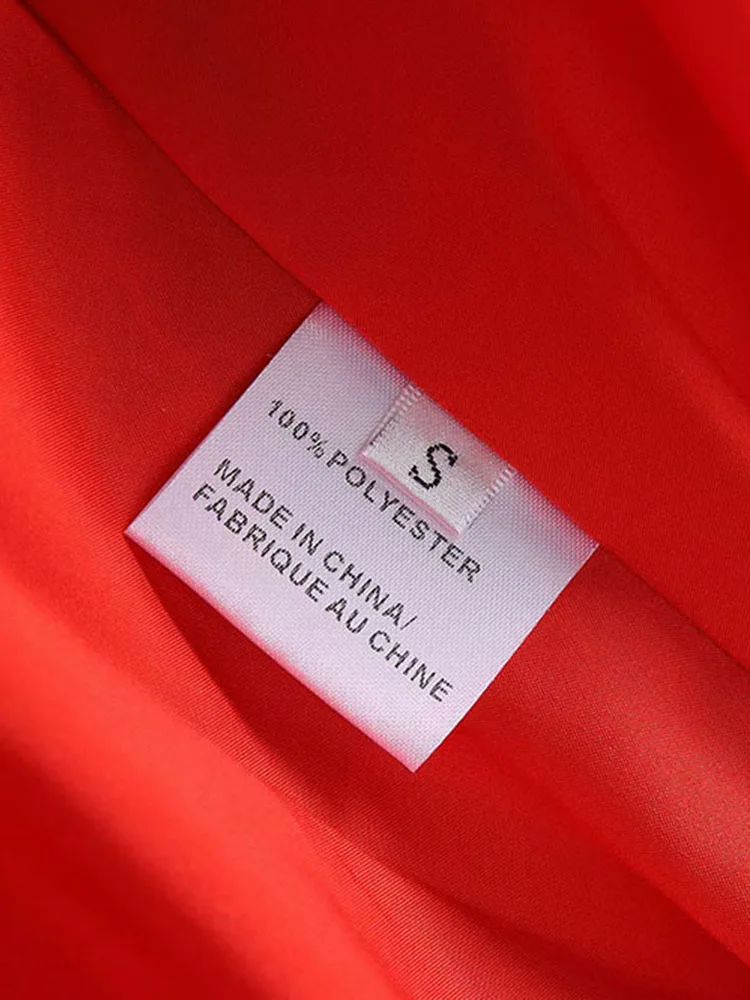 S
100% POLYESTER
MADE IN CHINA/
FABRIQUE AU CHINE